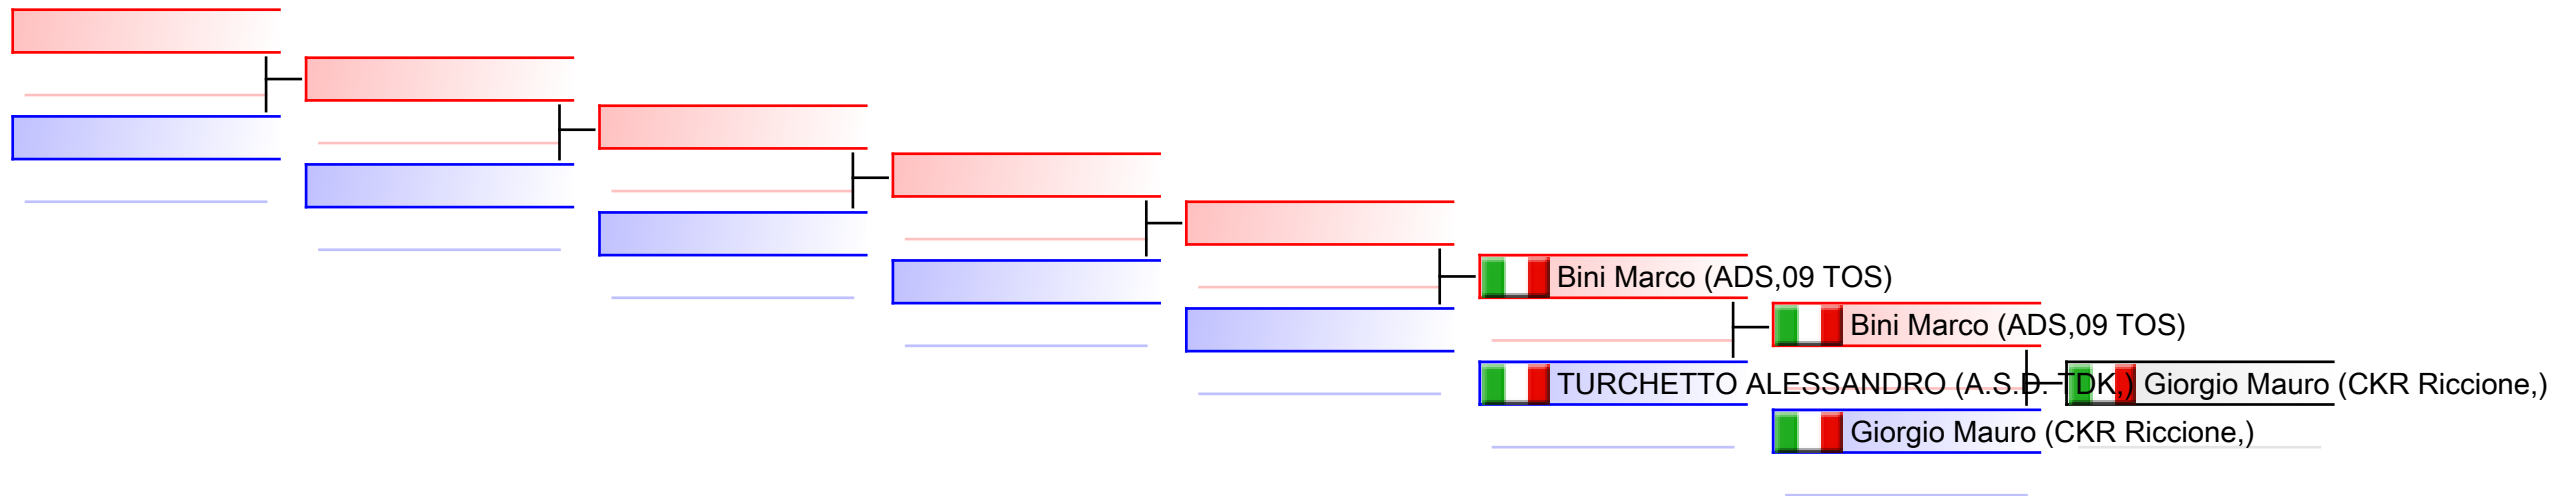 Bini Marco (ADS,09 TOS)
Bini Marco (ADS,09 TOS)
TURCHETTO ALESSANDRO (A.S.D. TDK,)
Giorgio Mauro (CKR Riccione,)
Giorgio Mauro (CKR Riccione,)